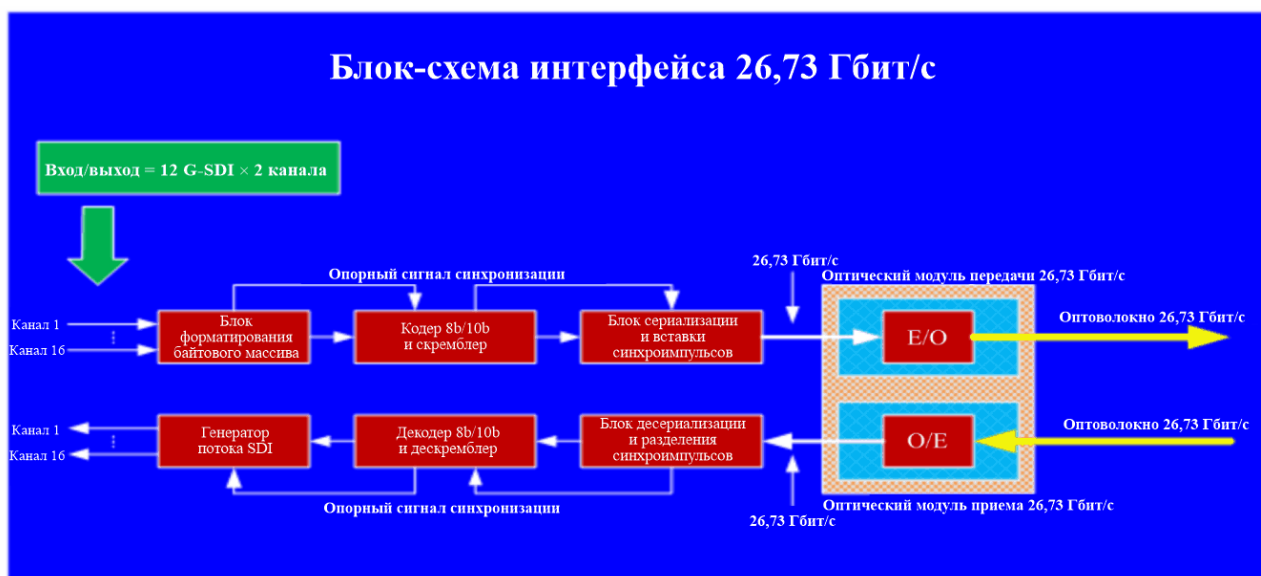 Блок-схема интерфейса 26,73 Гбит/с
Вход/выход = 12 G-SDI × 2 канала
Опорный сигнал синхронизации
26,73 Гбит/с
Оптический модуль передачи 26,73 Гбит/с
Канал 1
Канал 16
Блок
форматирования
байтового массива
Кодер 8b/10b
и скремблер
Блок сериализации
и вставки
синхроимпульсов
E/O
Оптоволокно 26,73 Гбит/с
Канал 1
Канал 16
Генератор
потока SDI
Декодер 8b/10b
и дескремблер
Блок десериализации
и разделения
синхроимпульсов
O/E
Оптоволокно 26,73 Гбит/с
Опорный сигнал синхронизации
26,73 Гбит/с
Оптический модуль приема 26,73 Гбит/с